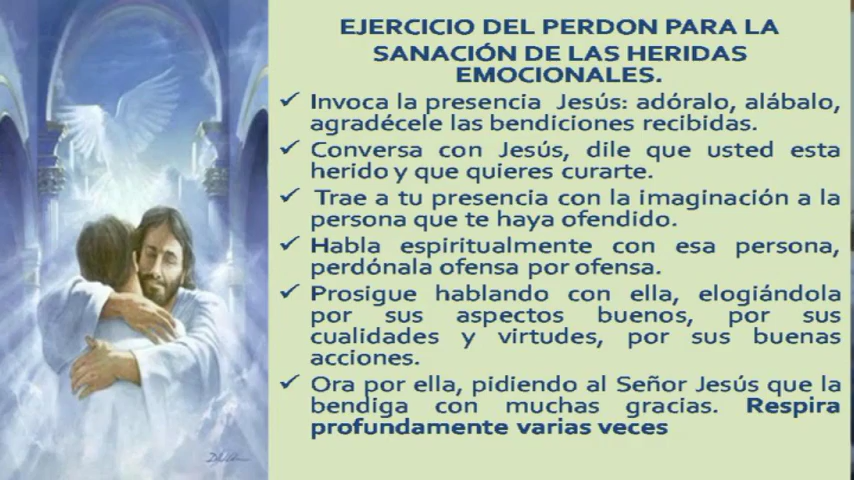 EJERCICIO DEL PERDON PARA LA
SANACIÓN DE LAS HERIDAS
EMOCIONALES.
✓ Invoca la presencia Jesús: adóralo, alábalo,
agradécele las bendiciones recibidas.
✓ Conversa con Jesús, dile que usted esta
herido y que quieres curarte.
✓ Trae a tu presencia con la imaginación a la
persona que te haya ofendido.
✓ Habla espiritualmente con esa persona,
perdónala ofensa por ofensa.
✓ Prosigue hablando con ella, elogiándola
por sus aspectos buenos, por sus
cualidades y virtudes, por sus buenas
acciones.
✓ Ora por ella, pidiendo al Señor Jesús que la
bendiga con muchas gracias. Respira
profundamente varias veces